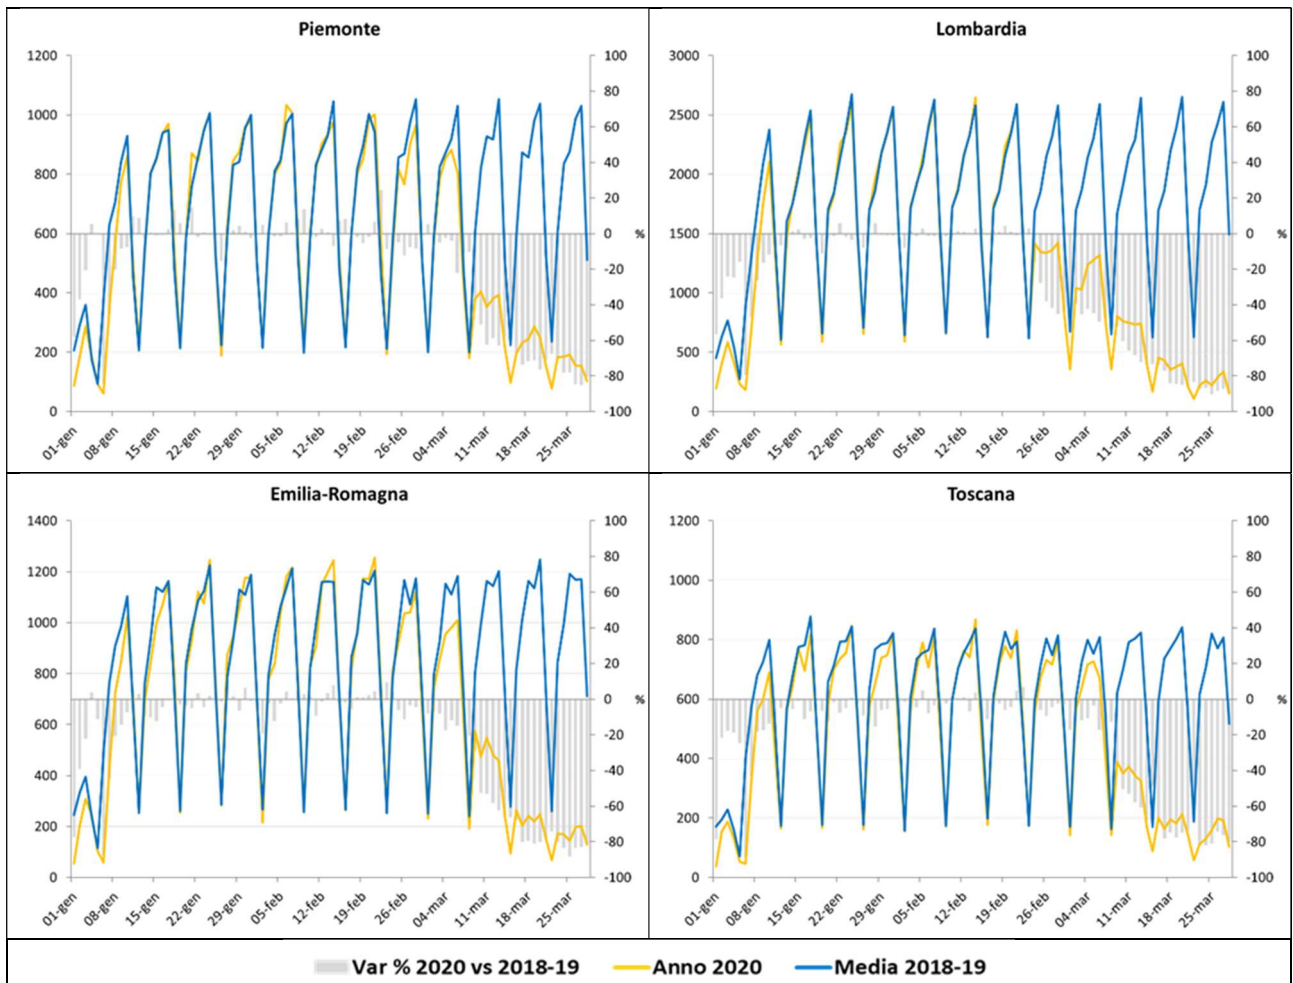 Piemonte
1200
1000
800
600
400
200
0
100
80
60
40
20
0
-20
-40
-60
-80
-100
%
01-gen
08-gen
15-gen
22-gen
29-gen
05-feb
12-feb
19-feb
26-feb
04-mar
11-mar
18-mar
25-mar
Lombardia
3000
2500
2000
1500
1000
500
0
100
80
60
40
20
0
-20
-40
-60
-80
-100
%
01-gen
08-gen
15-gen
22-gen
29-gen
05-feb
12-feb
19-feb
26-feb
04-mar
11-mar
18-mar
25-mar
Emilia-Romagna
1400
1200
1000
800
600
400
200
0
100
80
60
40
20
0
-20
-40
-60
-80
-100
%
01-gen
08-gen
15-gen
22-gen
29-gen
05-feb
12-feb
19-feb
26-feb
04-mar
11-mar
18-mar
25-mar
Toscana
1200
1000
800
600
400
200
0
100
80
60
40
20
0
-20
-40
-60
-80
-100
%
01-gen
08-gen
15-gen
22-gen
29-gen
05-feb
12-feb
19-feb
26-feb
04-mar
11-mar
18-mar
25-mar
Var % 2020 vs 2018-19 Anno 2020 Media 2018-19